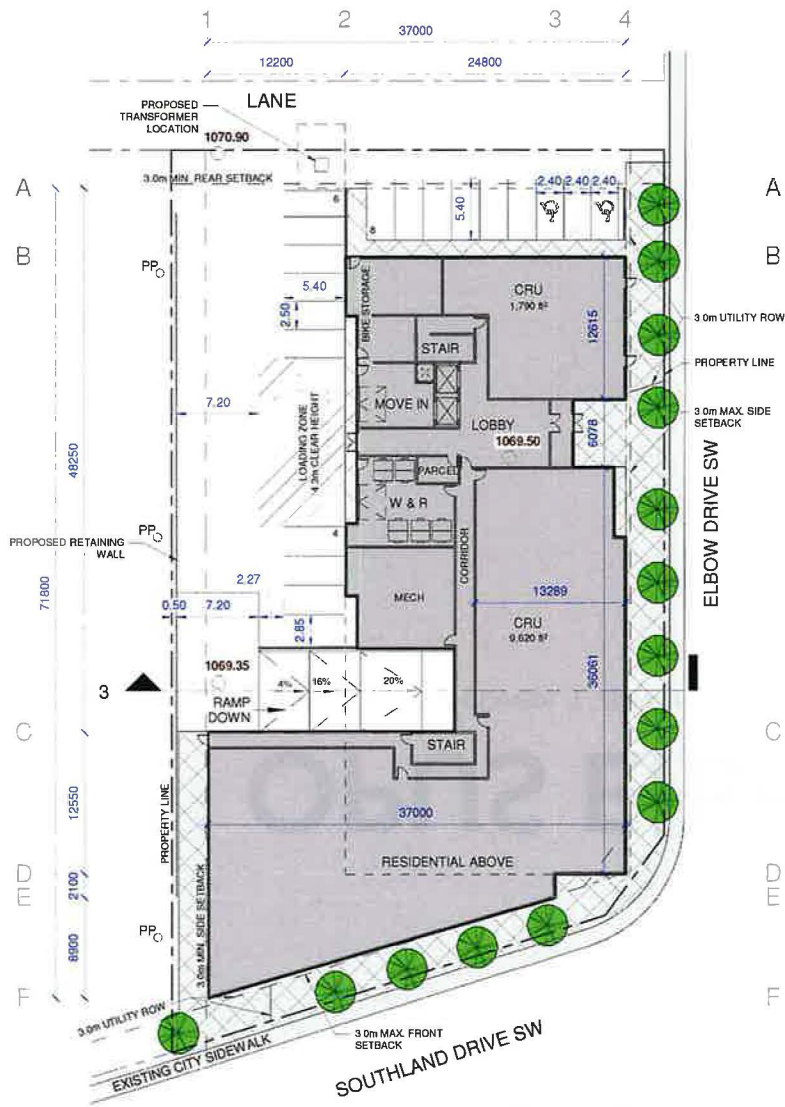 1 2 3 4
37000
12200 24800
LANE
PROPOSED
TRANSFORMER
LOCATION
1070.90
3.0m MIN. REAR SETBACK
A A
6
5.40
2.40 2.40 2.40
8
B B
PP
CRU
1,790 ft²
12615
BIKE STORAGE
5.40
2.50
STAIR
3.0m UTILITY ROW
PROPERTY LINE
7.20
MOVE IN
LOBBY
1069.50
3.0m MAX. SIDE
SETBACK
6078
LOADING ZONE
4.3m CLEAR HEIGHT
48250
PARCEL
W & R
ELBOW DRIVE SW
PP
4
PROPOSED RETAINING
WALL
CORRIDOR
71800
2.27
0.50 7.20
2.85
MECH
13289
CRU
9,620 ft²
36061
1069.35
3
4% 16% 20%
RAMP
DOWN
C C
STAIR
12550
37000
PROPERTY LINE
RESIDENTIAL ABOVE
D D
2100
E E
3.0m MIN. SIDE SETBACK
PP
8900
F F
3.0m UTILITY ROW
3.0m MAX. FRONT
SETBACK
EXISTING CITY SIDEWALK
SOUTHLAND DRIVE SW